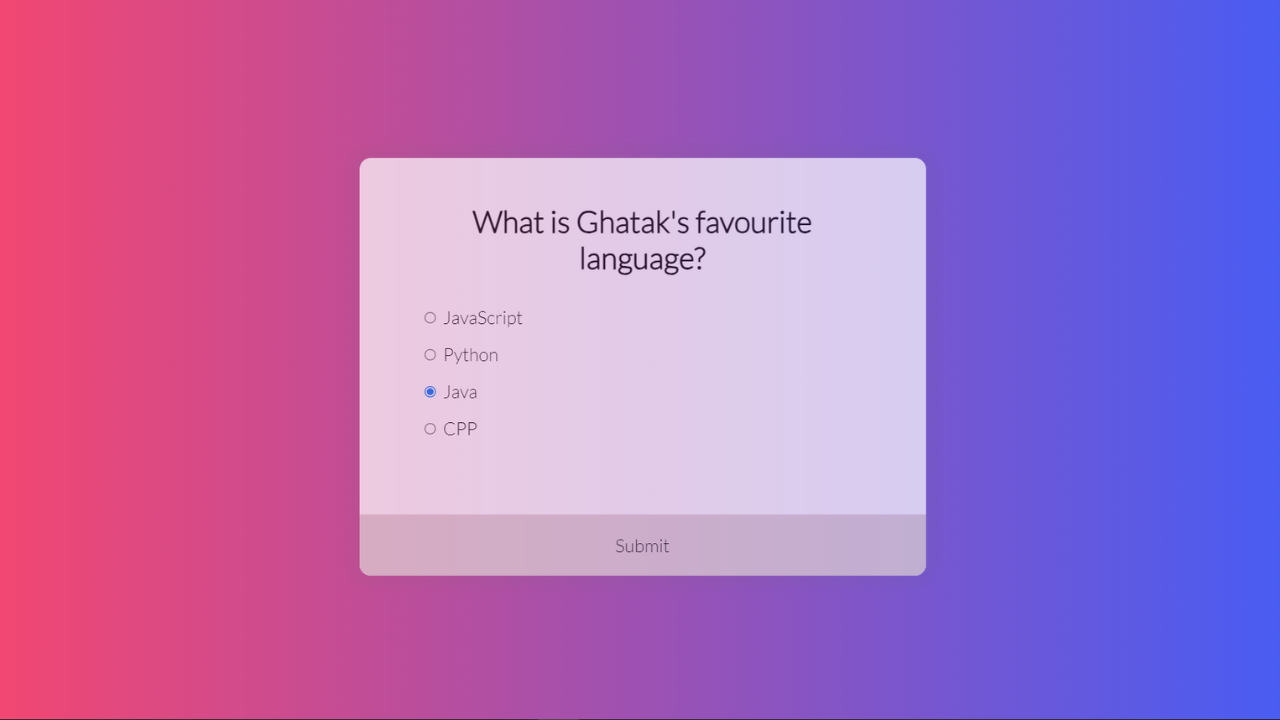 What is Ghatak's favourite
language?
JavaScript
Python
Java
CPP
Submit